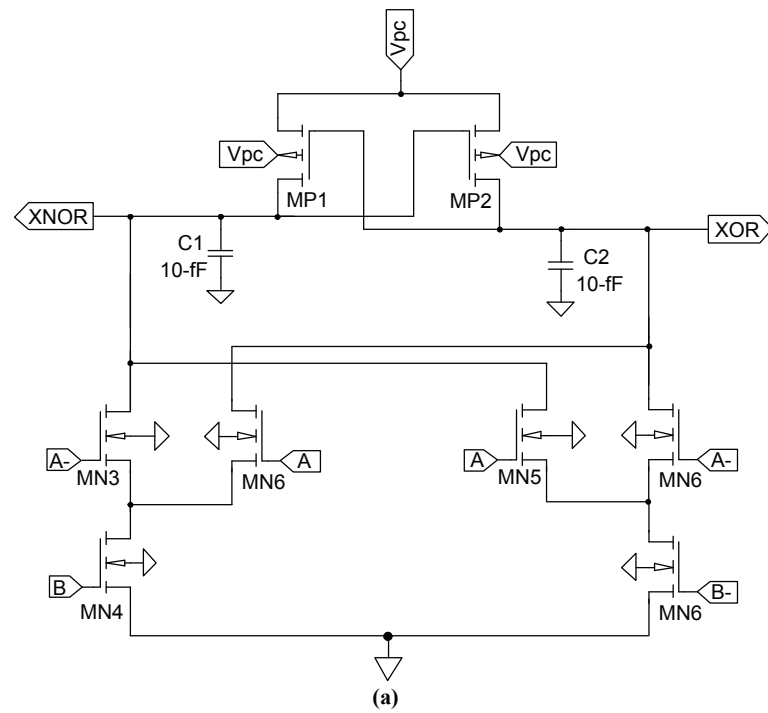 Vpc
Vpc
Vpc
MP1
MP2
XNOR
XOR
C1
10-fF
C2
10-fF
A-
MN3
A
MN6
A
MN5
A-
MN6
B
MN4
B-
MN6
(a)